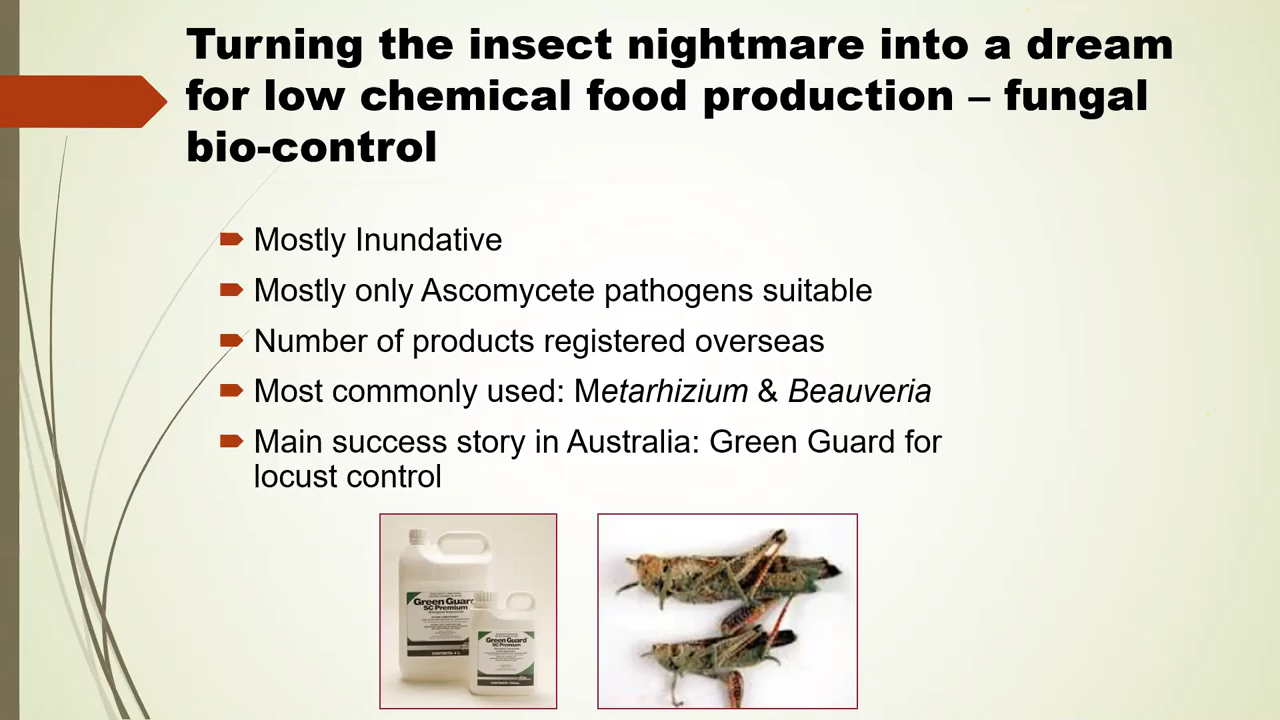 Turning the insect nightmare into a dream
for low chemical food production – fungal
bio-control
Mostly Inundative
Mostly only Ascomycete pathogens suitable
Number of products registered overseas
Most commonly used: Metarhizium & Beauveria
Main success story in Australia: Green Guard for
locust control
Green Guard
SC Premium
Green Guard
SC Premium